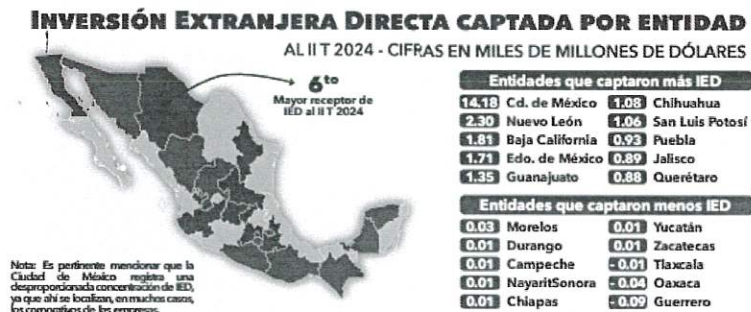 INVERSIÓN EXTRANJERA DIRECTA CAPTADA POR ENTIDAD
AL II T 2024 - CIFRAS EN MILES DE MILLONES DE DÓLARES
6to
Mayor receptor de
IED al II T 2024
Entidades que captaron más IED
14.18 Cd. de México 1.08 Chihuahua
2.30 Nuevo León 1.06 San Luis Potosí
1.81 Baja California 0.93 Puebla
1.71 Edo. de México 0.89 Jalisco
1.35 Guanajuato 0.88 Querétaro
Entidades que captaron menos IED
0.03 Morelos 0.01 Yucatán
0.01 Durango 0.01 Zacatecas
0.01 Campeche - 0.01 Tlaxcala
0.01 NayaritSonora - 0.04 Oaxaca
0.01 Chiapas - 0.09 Guerrero
Nota: Es pertinente mencionar que la
Ciudad de México registra una
desproporcionada concentración de IED,
ya que ahí se localizan, en muchos casos,
los corporativos de las empresas.